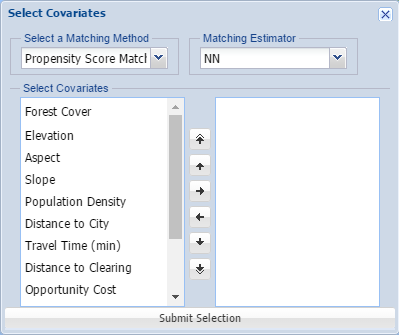 Select Covariates
Select a Matching Method
Matching Estimator
Propensity Score Matcl
NN
Select Covariates
Forest Cover
Elevation
Aspect
Slope
Population Density
Distance to City
Travel Time (min)
Distance to Clearing
Opportunity Cost
Submit Selection